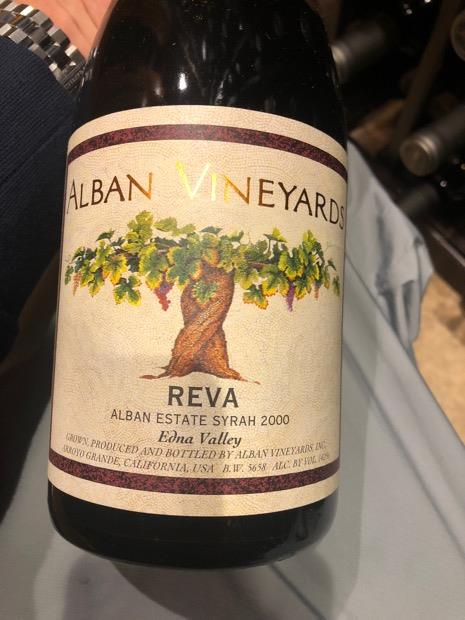 ALBAN VINEYARDS
REVA
ALBAN ESTATE SYRAH 2000
Edna Valley
GROWN, PRODUCED AND BOTTLED BY ALBAN VINEYARDS, INC.
ARROYO GRANDE, CALIFORNIA, USA B.W. 5658 ALC. BY VOL.